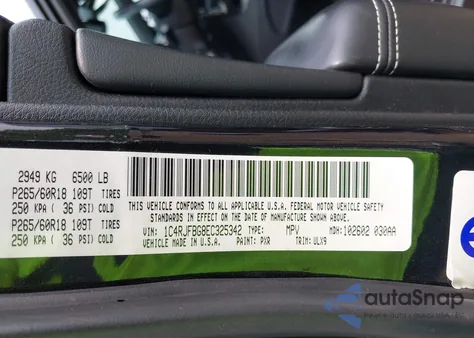 2949 KG 6500 LB
P265/60R18 109T TIRES
250 KPA ( 36 PSI) COLD
P265/60R18 109T TIRES
250 KPA ( 36 PSI) COLD
THIS VEHICLE CONFORMS TO ALL APPLICABLE U.S.A. FEDERAL MOTOR VEHICLE SAFETY
STANDARDS IN EFFECT ON THE DATE OF MANUFACTURE SHOWN ABOVE.
VIN: 1C4RJFBG8EC325342 TYPE: MPV MDH: 102602 030AA
VEHICLE MADE IN U.S.A. PAINT: PXR TRIM: ULX9
autoSnap